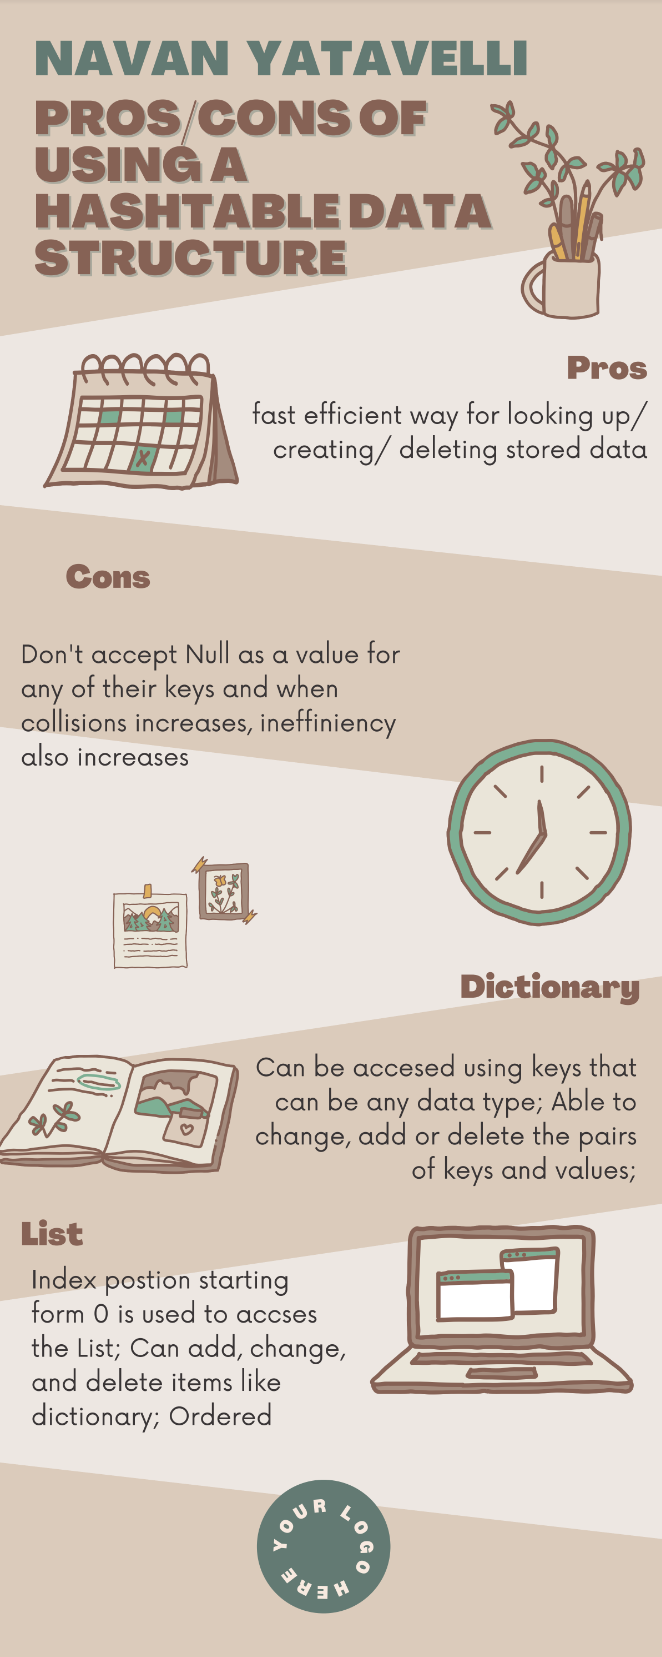 NAVAN YATAVELLI
PROS/CONS OF
USING A
HASHTABLE DATA
STRUCTURE
Pros
fast efficient way for looking up/
creating/ deleting stored data
Cons
Don't accept Null as a value for
any of their keys and when
collisions increases, ineffiniency
also increases
Dictionary
Can be accesed using keys that
can be any data type; Able to
change, add or delete the pairs
of keys and values;
List
Index postion starting
form 0 is used to accses
the List; Can add, change,
and delete items like
dictionary; Ordered
YOUR LOGO HERE